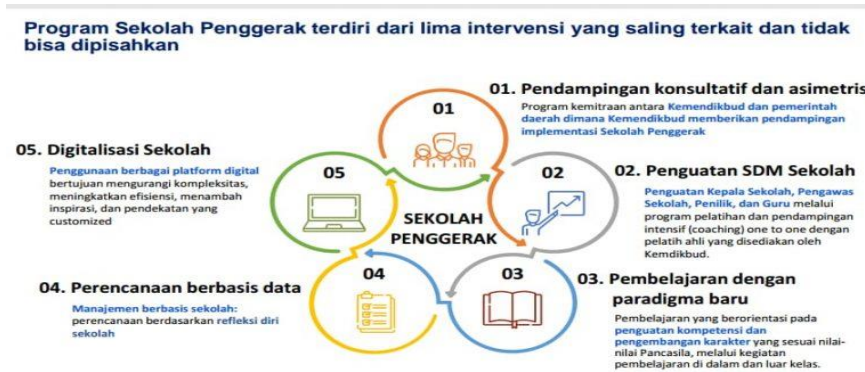 Program Sekolah Penggerak terdiri dari lima intervensi yang saling terkait dan tidak
bisa dipisahkan
01. Pendampingan konsultatif dan asimetris
Program kemitraan antara Kemendikbud dan pemerintah
daerah dimana Kemendikbud memberikan pendampingan
implementasi Sekolah Penggerak
01
05. Digitalisasi Sekolah
Penggunaan berbagai platform digital
bertujuan mengurangi kompleksitas,
meningkatkan efisiensi, menambah
inspirasi, dan pendekatan yang
customized
05
02
02. Penguatan SDM Sekolah
Penguatan Kepala Sekolah, Pengawas
Sekolah, Penilik, dan Guru melalui
program pelatihan dan pendampingan
intensif (coaching) one to one dengan
pelatih ahli yang disediakan oleh
Kemdikbud.
SEKOLAH
PENGGERAK
04
03
04. Perencanaan berbasis data
Manajemen berbasis sekolah:
perencanaan berdasarkan refleksi diri
sekolah
03. Pembelajaran dengan
paradigma baru
Pembelajaran yang berorientasi pada
penguatan kompetensi dan
pengembangan karakter yang sesuai nilai-
nilai Pancasila, melalui kegiatan
pembelajaran di dalam dan luar kelas.